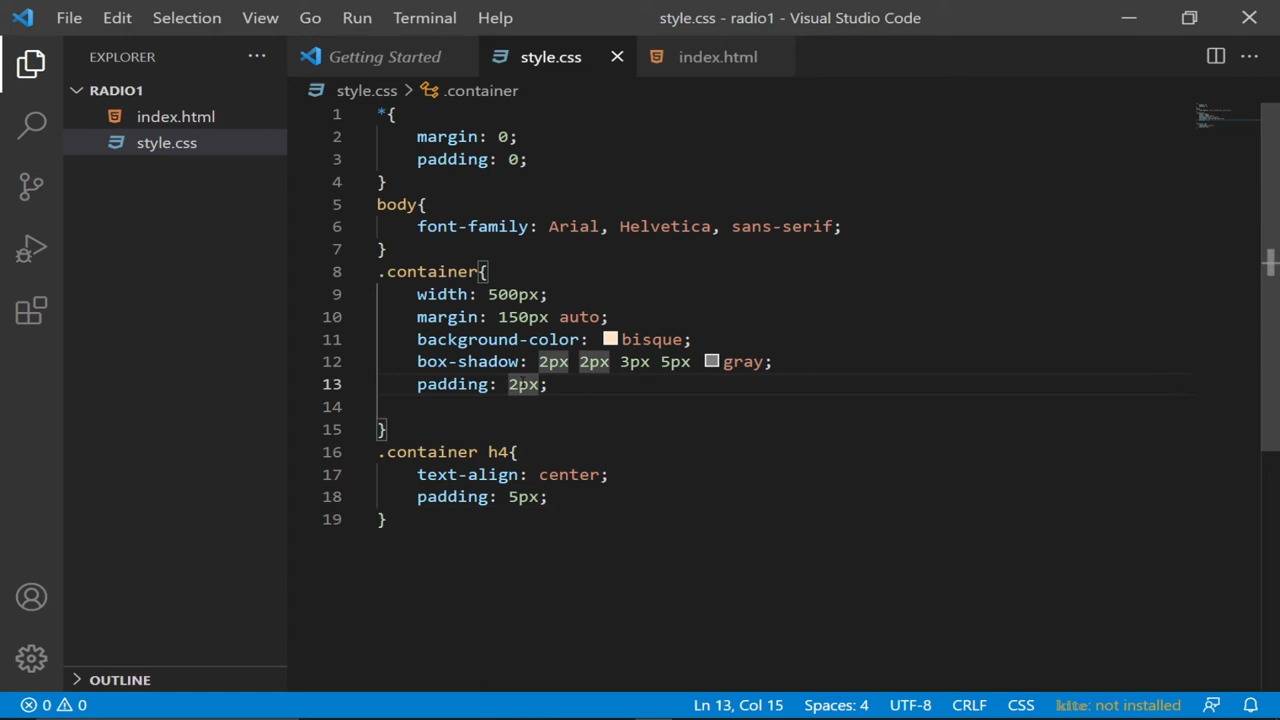 File Edit Selection View Go Run Terminal Help style.css - radio1 - Visual Studio Code
EXPLORER
Getting Started style.css index.html
RADIO1
style.css > .container
index.html
style.css
1 *{
2 margin: 0;
3 padding: 0;
4 }
5 body{
6 font-family: Arial, Helvetica, sans-serif;
7 }
8 .container{
9 width: 500px;
10 margin: 150px auto;
11 background-color: bisque;
12 box-shadow: 2px 2px 3px 5px gray;
13 padding: 2px;
14
15 }
16 .container h4{
17 text-align: center;
18 padding: 5px;
19 }
OUTLINE
0 0 Ln 13, Col 15 Spaces: 4 UTF-8 CRLF CSS kite: not installed